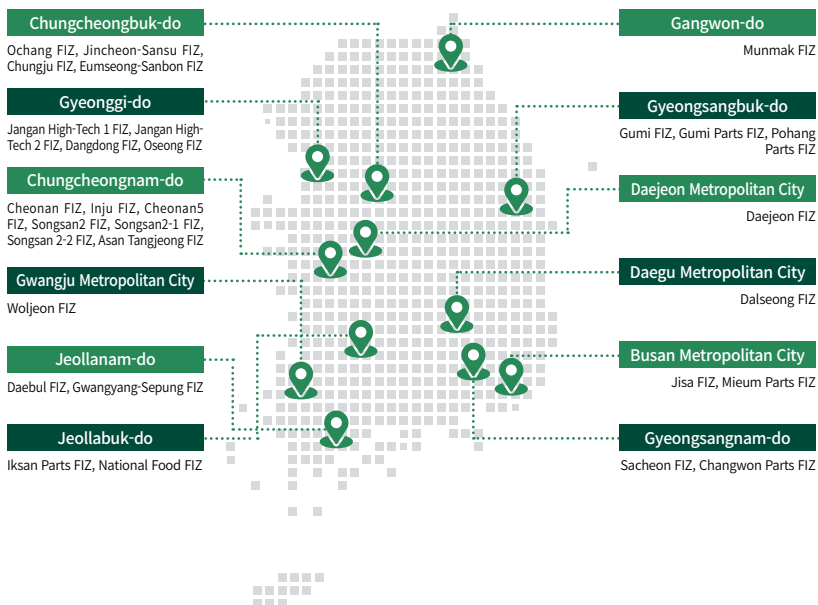 Chungcheongbuk-do
Ochang FIZ, Jincheon-Sansu FIZ,
Chungju FIZ, Eumseong-Sanbon FIZ
Gyeonggi-do
Jangan High-Tech 1 FIZ, Jangan High-
Tech 2 FIZ, Dangdong FIZ, Oseong FIZ
Chungcheongnam-do
Cheonan FIZ, Inju FIZ, Cheonan5
FIZ, Songsan2 FIZ, Songsan2-1 FIZ,
Songsan 2-2 FIZ, Asan Tangjeong FIZ
Gwangju Metropolitan City
Woljeon FIZ
Jeollanam-do
Daebul FIZ, Gwangyang-Sepung FIZ
Jeollabuk-do
Iksan Parts FIZ, National Food FIZ
Gangwon-do
Munmak FIZ
Gyeongsangbuk-do
Gumi FIZ, Gumi Parts FIZ, Pohang
Parts FIZ
Daejeon Metropolitan City
Daejeon FIZ
Daegu Metropolitan City
Dalseong FIZ
Busan Metropolitan City
Jisa FIZ, Mieum Parts FIZ
Gyeongsangnam-do
Sacheon FIZ, Changwon Parts FIZ